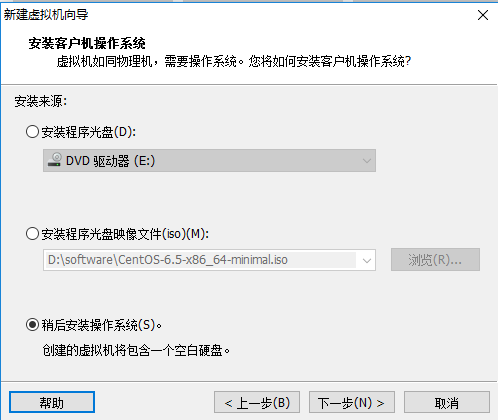 新建虚拟机向导
安装客户机操作系统
虚拟机如同物理机，需要操作系统。您将如何安装客户机操作系统?
安装来源:
安装程序光盘(D):
DVD 驱动器 (E:)
安装程序光盘映像文件(iso)(M):
D:\software\CentOS-6.5-x86_64-minimal.iso
浏览(R)...
稍后安装操作系统(S)。
创建的虚拟机将包含一个空白硬盘。
帮助
< 上一步(B)
下一步(N) >
取消